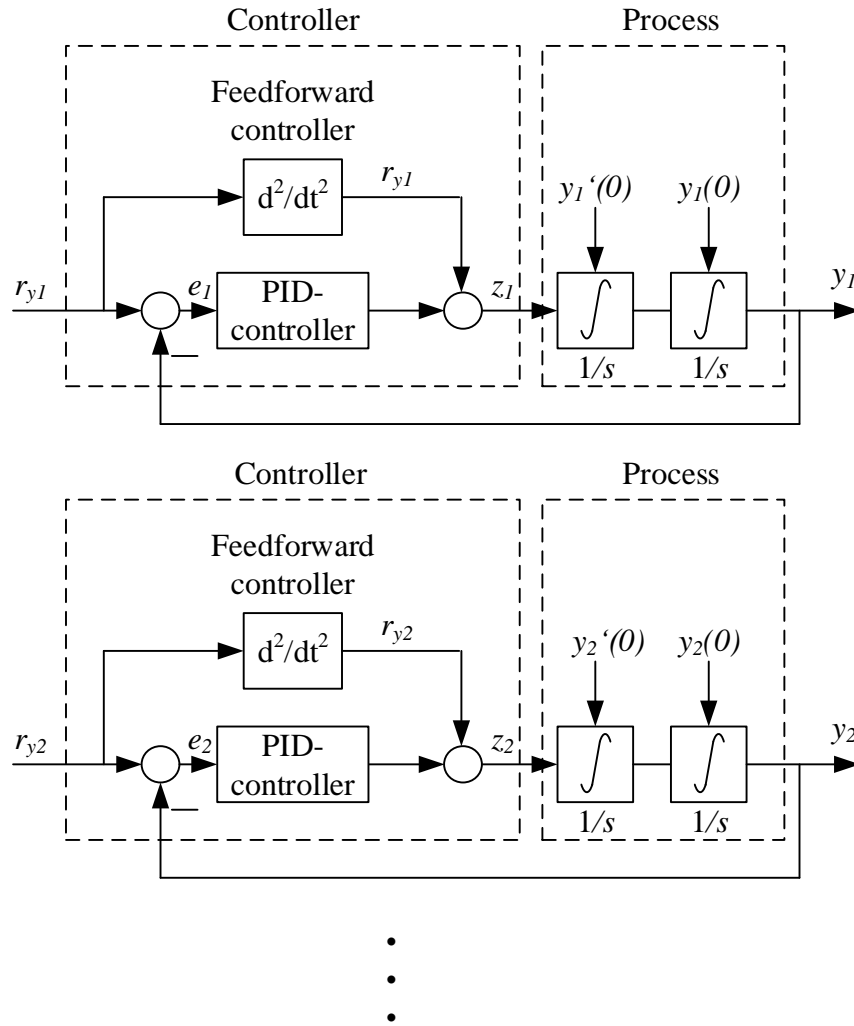 Controller
Process
Feedforward
controller
d²/dt²
r_y1
y₁‘(0)
y₁(0)
r_y1
e₁
PID-
controller
z₁
y₁
1/s
1/s
Controller
Process
Feedforward
controller
d²/dt²
r_y2
y₂‘(0)
y₂(0)
r_y2
e₂
PID-
controller
z₂
y₂
1/s
1/s